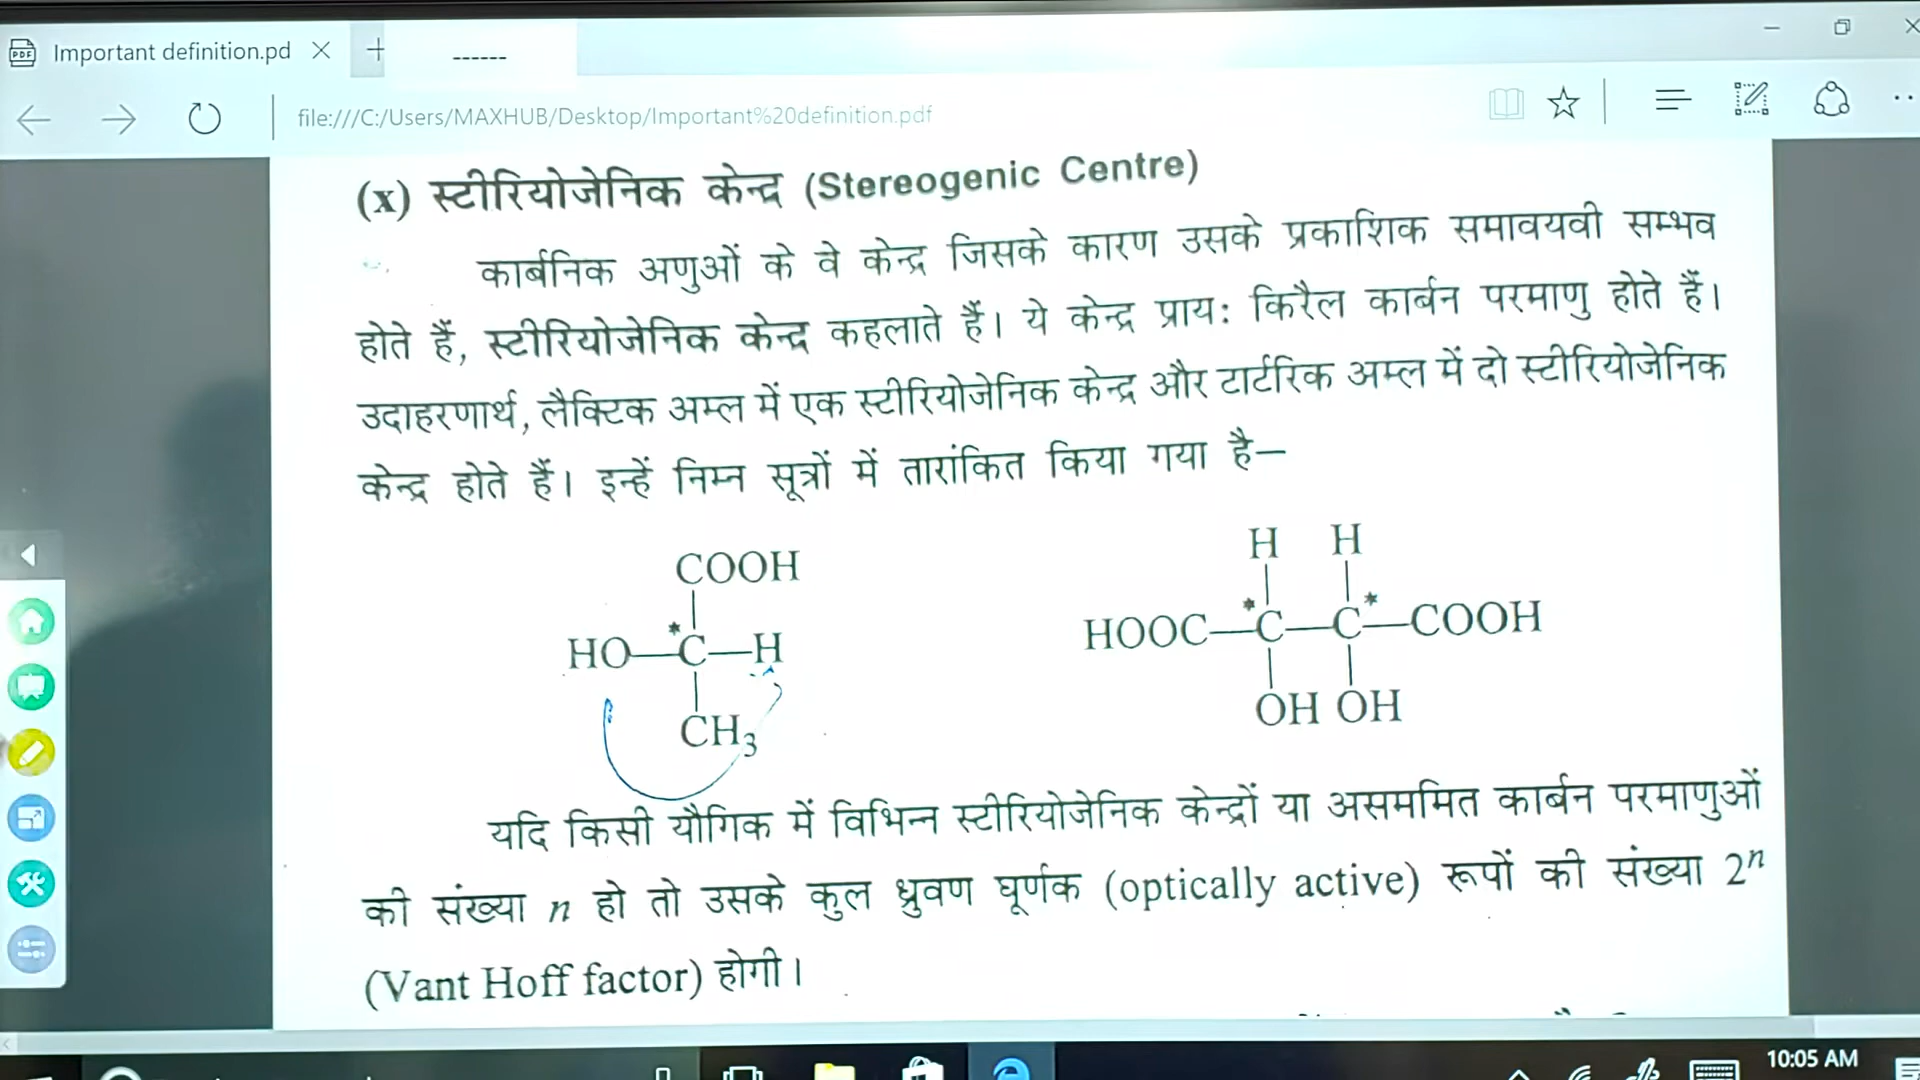 Important definition.pd
------
file:///C:/Users/MAXHUB/Desktop/Important%20definition.pdf
(x) स्टीरियोजेनिक केन्द्र (Stereogenic Centre)
कार्बनिक अणुओं के वे केन्द्र जिसके कारण उसके प्रकाशिक समावयवी सम्भव
होते हैं, स्टीरियोजेनिक केन्द्र कहलाते हैं। ये केन्द्र प्राय: किरैल कार्बन परमाणु होते हैं।
उदाहरणार्थ, लैक्टिक अम्ल में एक स्टीरियोजेनिक केन्द्र और टार्टरिक अम्ल में दो स्टीरियोजेनिक
केन्द्र होते हैं। इन्हें निम्न सूत्रों में तारांकित किया गया है—
COOH
HO—*C—H
CH₃
H H
HOOC—*C—C*—COOH
OH OH
यदि किसी यौगिक में विभिन्न स्टीरियोजेनिक केन्द्रों या असममित कार्बन परमाणुओं
की संख्या n हो तो उसके कुल ध्रुवण घूर्णक (optically active) रूपों की संख्या 2ⁿ
(Vant Hoff factor) होगी।
10:05 AM